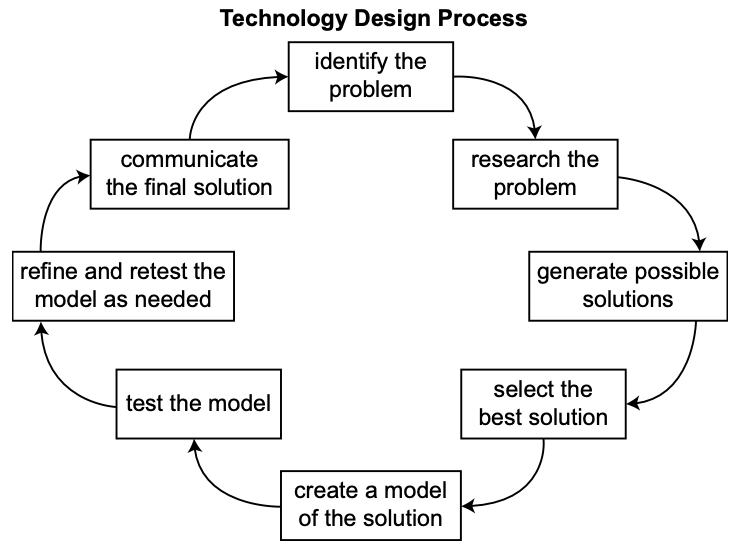 Technology Design Process
identify the
problem
research the
problem
generate possible
solutions
select the
best solution
create a model
of the solution
test the model
refine and retest the
model as needed
communicate
the final solution